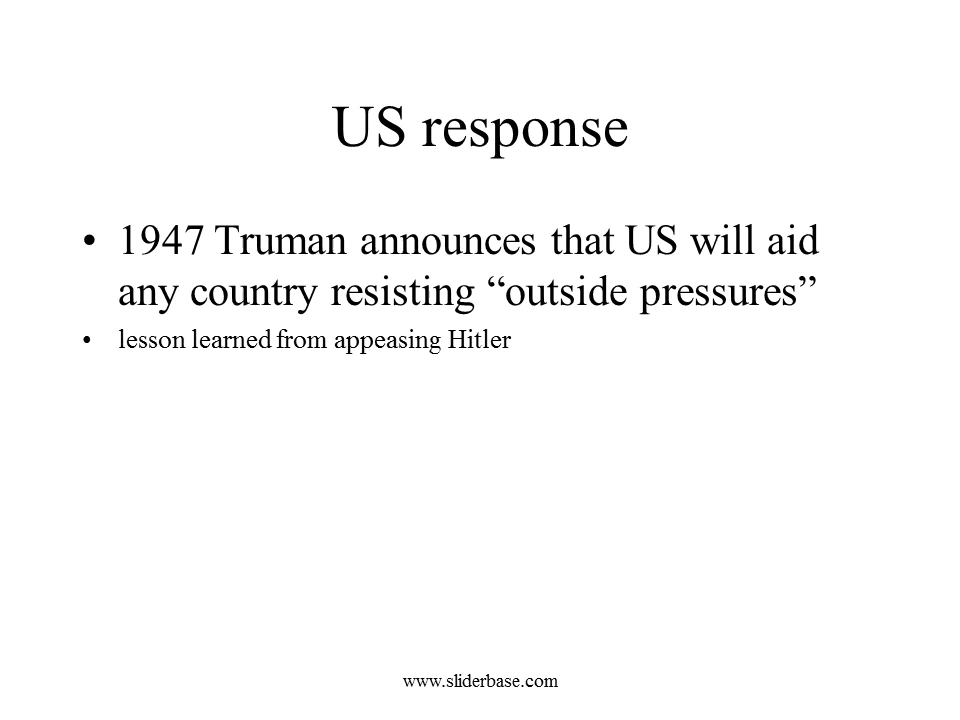 US response
• 1947 Truman announces that US will aid
any country resisting “outside pressures”
• lesson learned from appeasing Hitler
www.sliderbase.com